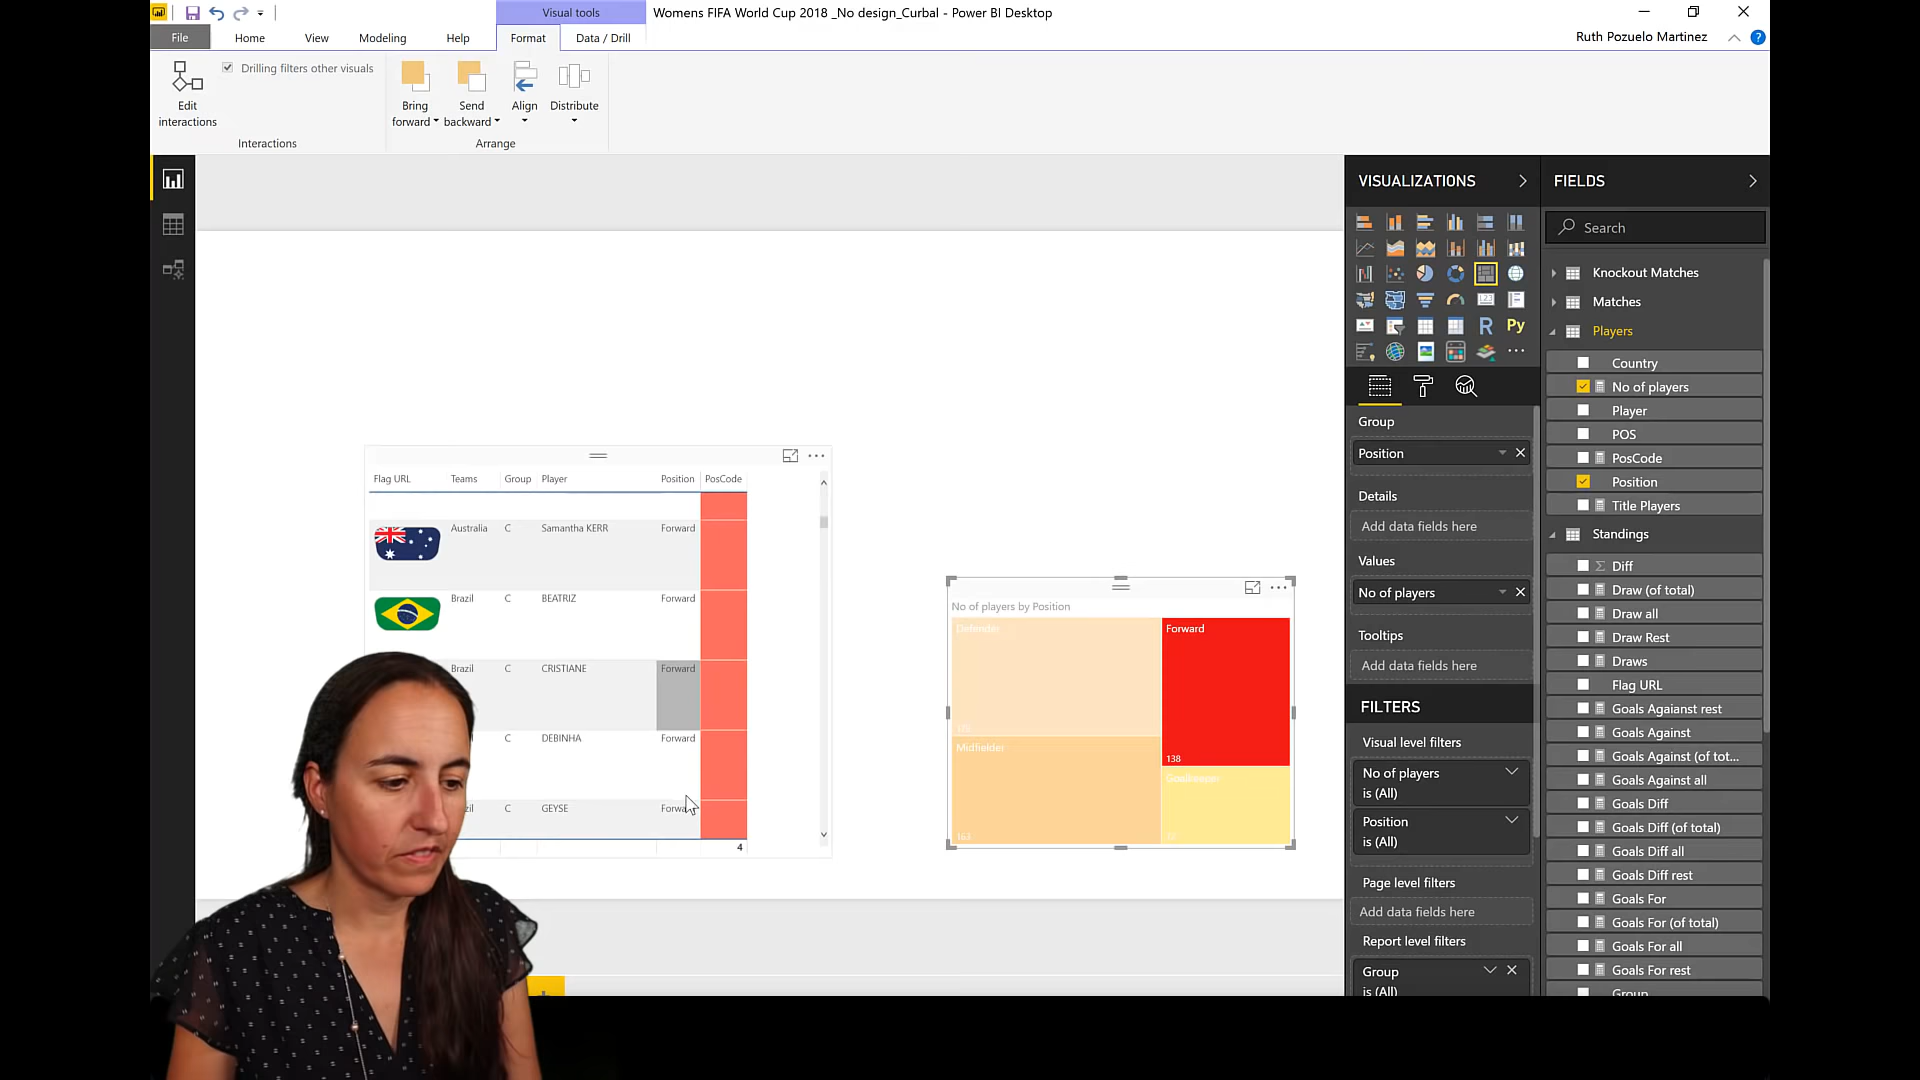 Visual tools
Womens FIFA World Cup 2018 _No design_Curbal - Power BI Desktop
File
Home
View
Modeling
Help
Format
Data / Drill
Ruth Pozuelo Martinez
?
Edit
interactions
Drilling filters other visuals
Bring
forward
Send
backward
Align
Distribute
Interactions
Arrange
Flag URL
Teams
Group
Player
Position
PosCode
Australia
C
Samantha KERR
Forward
Brazil
C
BEATRIZ
Forward
Brazil
C
CRISTIANE
Forward
C
DEBINHA
Forward
zil
C
GEYSE
Forwa
4
No of players by Position
Defender
Forward
Midfielder
138
Goalkeeper
163
VISUALIZATIONS
R
Py
Group
Position
Details
Add data fields here
Values
No of players
Tooltips
Add data fields here
FILTERS
Visual level filters
No of players
is (All)
Position
is (All)
Page level filters
Add data fields here
Report level filters
Group
is (All)
FIELDS
Search
Knockout Matches
Matches
Players
Country
No of players
Player
POS
PosCode
Position
Title Players
Standings
Diff
Draw (of total)
Draw all
Draw Rest
Draws
Flag URL
Goals Agaianst rest
Goals Against
Goals Against (of tot...
Goals Against all
Goals Diff
Goals Diff (of total)
Goals Diff all
Goals Diff rest
Goals For
Goals For (of total)
Goals For all
Goals For rest
Group